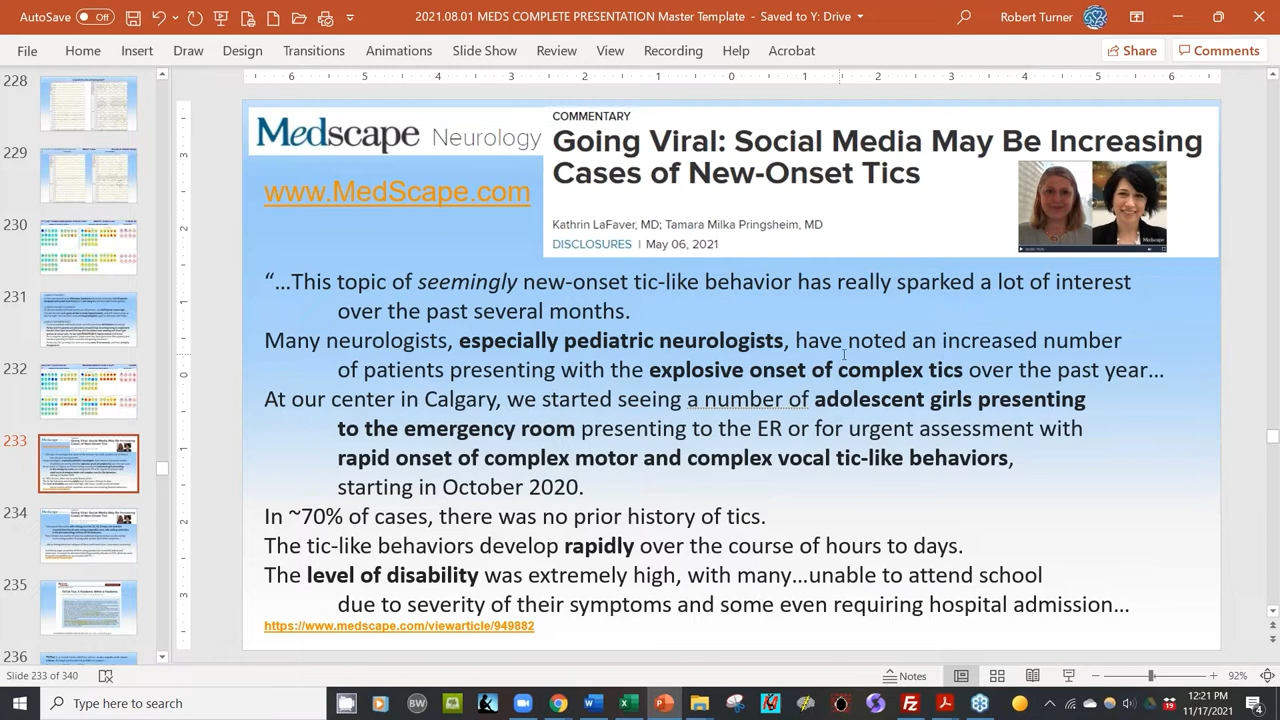 AutoSave Off 2021.08.01 MEDS COMPLETE PRESENTATION Master Template - Saved to Y: Drive Robert Turner
File Home Insert Draw Design Transitions Animations Slide Show Review View Recording Help Acrobat Share Comments
6 3 2 1 0 1 2 4 5 6
228
229
230
231
232
233
234
235
236
Medscape Neurology
www.MedScape.com
COMMENTARY
Going Viral: Social Media May Be Increasing
Cases of New-Onset Tics
Kathrin LaFaver, MD; Tamara Milka Pringsheim, MD
DISCLOSURES | May 06, 2021
“…This topic of seemingly new-onset tic-like behavior has really sparked a lot of interest
over the past several months.
Many neurologists, especially pediatric neurologists, have noted an increased number
of patients presenting with the explosive onset of complex tics over the past year…
At our center in Calgary, we started seeing a number of adolescent girls presenting
to the emergency room presenting to the ER or for urgent assessment with
rapid onset of complex motor and complex vocal tic-like behaviors,
starting in October 2020.
In ~70% of cases, there was no prior history of tics.
The tic-like behaviors develop rapidly over the course of hours to days.
The level of disability was extremely high, with many…unable to attend school
due to severity of their symptoms and some even requiring hospital admission…
https://www.medscape.com/viewarticle/949882
Slide 233 of 340 Notes 92%
Type here to search
12:21 PM
11/17/2021